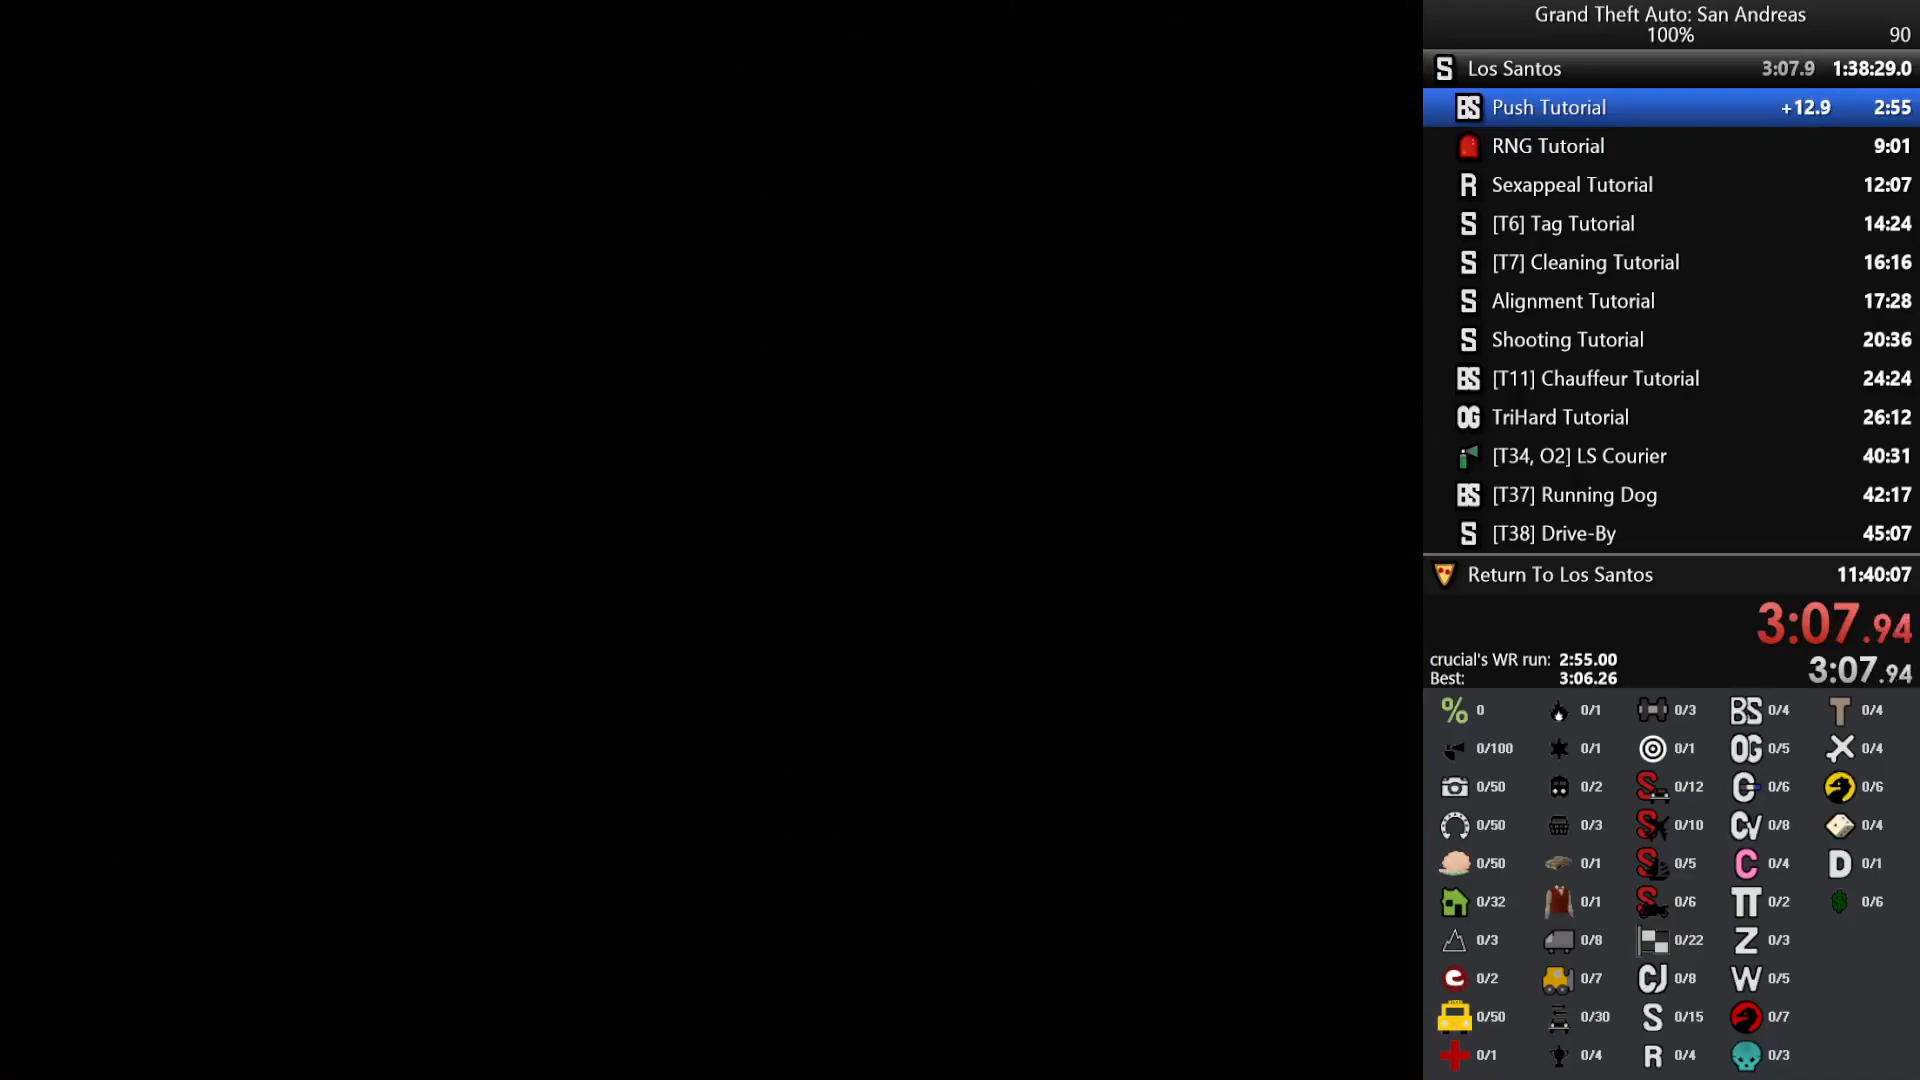 Grand Theft Auto: San Andreas
100% 90
S Los Santos 3:07.9 1:38:29.0
BS Push Tutorial +12.9 2:55
RNG Tutorial 9:01
R Sexappeal Tutorial 12:07
S [T6] Tag Tutorial 14:24
S [T7] Cleaning Tutorial 16:16
S Alignment Tutorial 17:28
S Shooting Tutorial 20:36
BS [T11] Chauffeur Tutorial 24:24
OG TriHard Tutorial 26:12
[T34, O2] LS Courier 40:31
BS [T37] Running Dog 42:17
S [T38] Drive-By 45:07
Return To Los Santos 11:40:07
3:07.94
crucial's WR run: 2:55.00
Best: 3:06.26
3:07.94
% 0 0/1 0/3 BS 0/4 T 0/4
0/100 0/1 0/1 OG 0/5 0/4
0/50 0/2 S 0/12 C 0/6 0/6
0/50 0/3 S 0/10 CV 0/8 0/4
0/50 0/1 S 0/5 C 0/4 D 0/1
0/32 0/1 S 0/6 TT 0/2 $ 0/6
0/3 0/8 0/22 Z 0/3
e 0/2 0/7 CJ 0/8 W 0/5
0/50 0/30 S 0/15 0/7
0/1 0/4 R 0/4 0/3